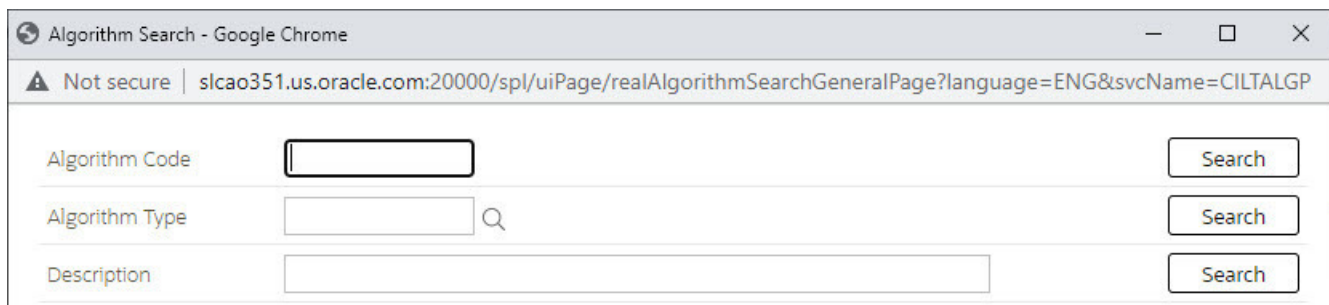 Algorithm Search - Google Chrome
Not secure | slcao351.us.oracle.com:20000/spl/uiPage/realAlgorithmSearchGeneralPage?language=ENG&svcName=CILTALGP
Algorithm Code Search
Algorithm Type Search
Description Search